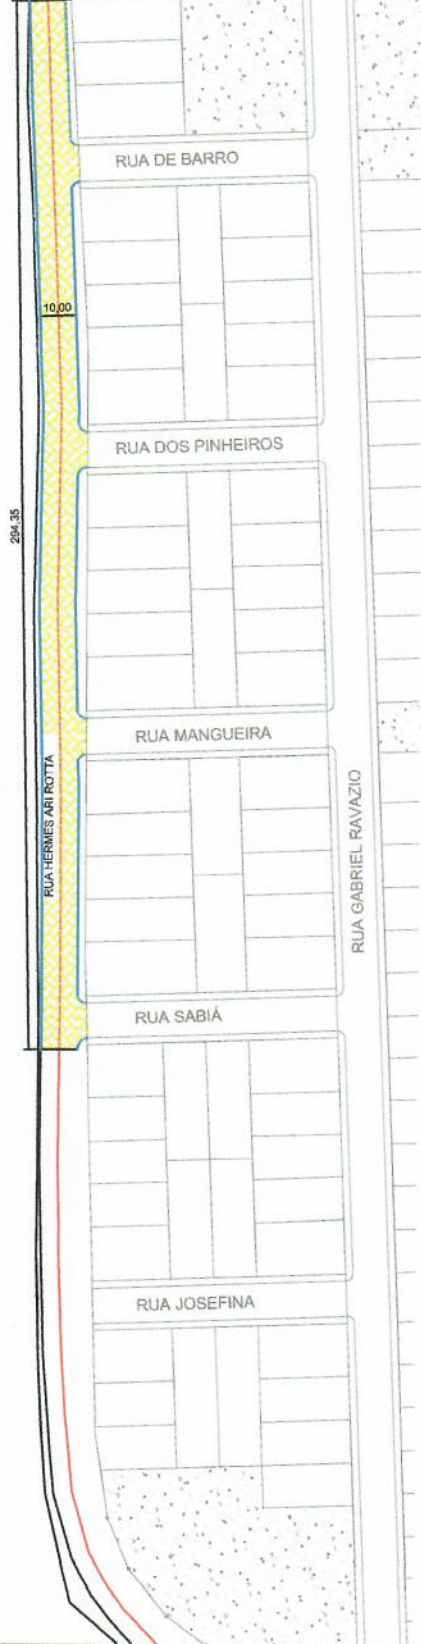 RUA DE BARRO
10,00
RUA DOS PINHEIROS
294,35
RUA MANGUEIRA
RUA HERMES ARI ROTTA
RUA GABRIEL RAVAZIO
RUA SABIÁ
RUA JOSEFINA